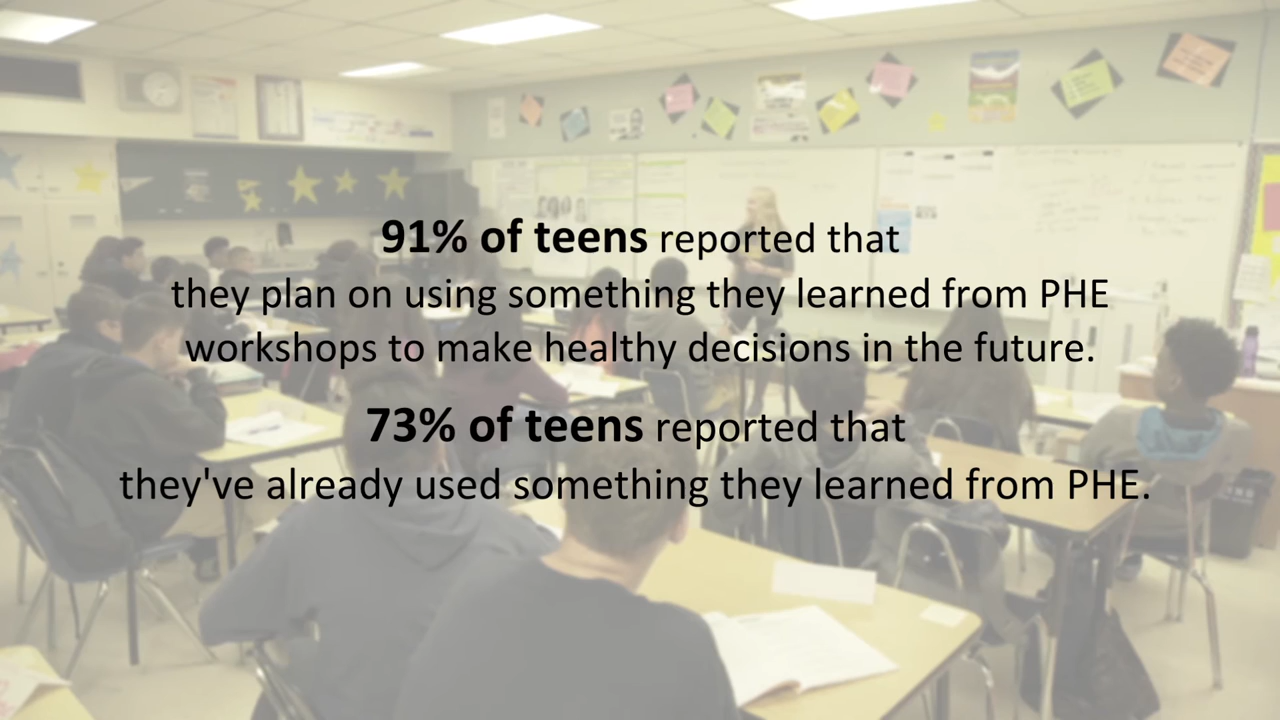 91% of teens reported that
they plan on using something they learned from PHE
workshops to make healthy decisions in the future.
73% of teens reported that
they've already used something they learned from PHE.